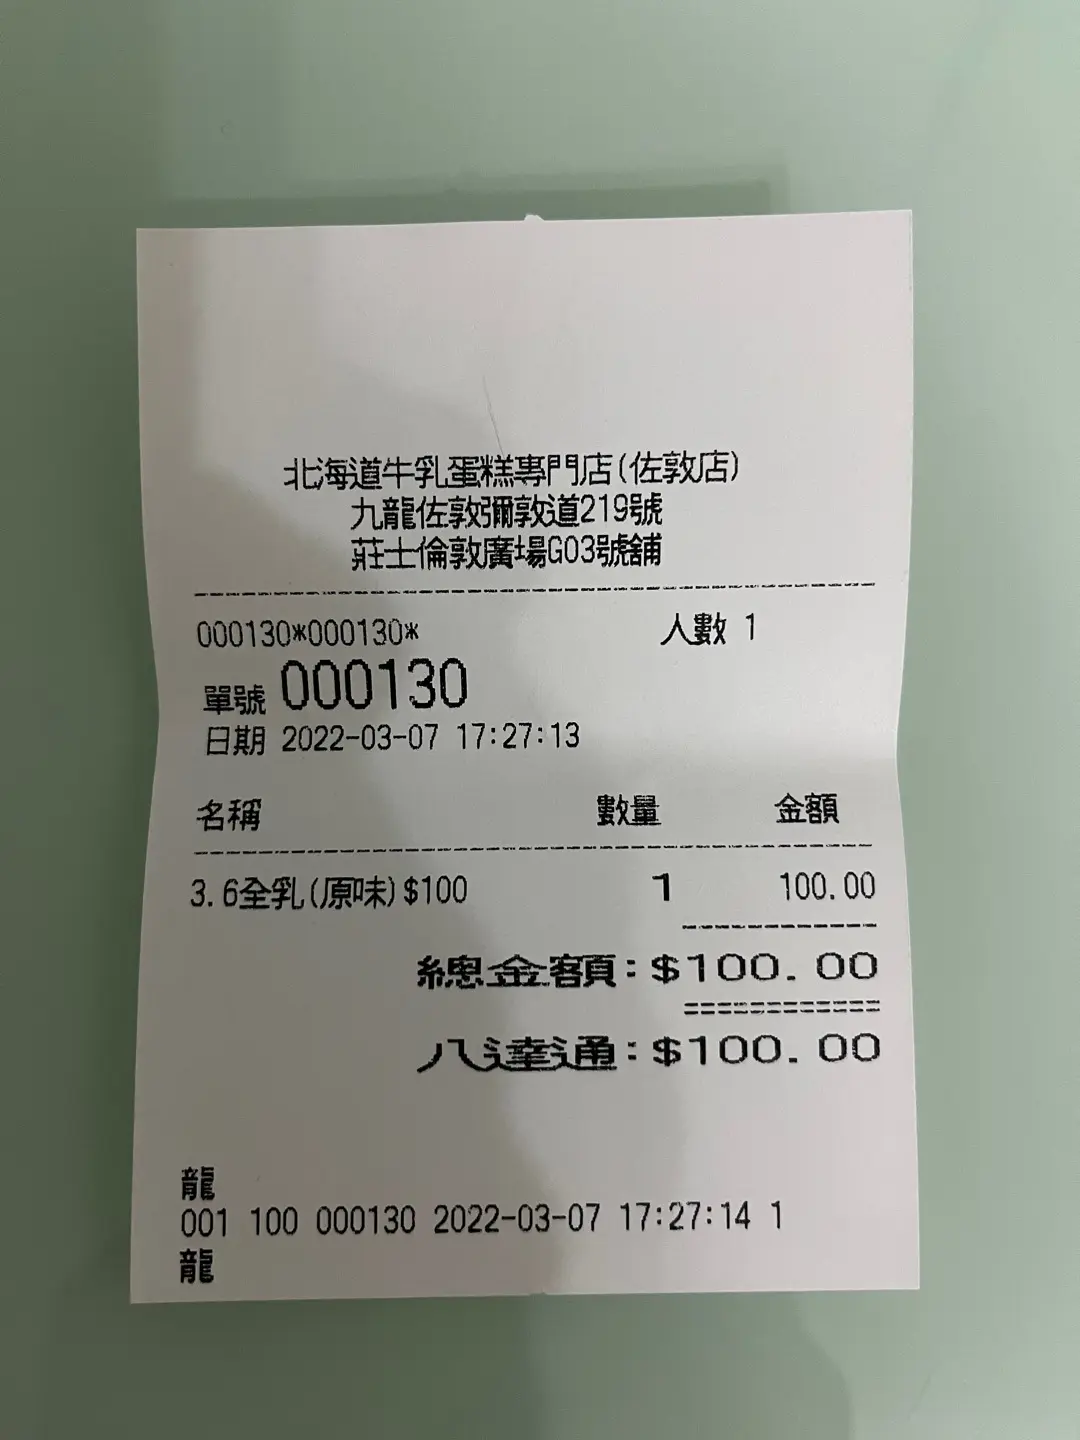 北海道牛乳蛋糕專門店(佐敦店)
九龍佐敦彌敦道219號
莊士倫敦廣場G03號舖
000130*000130*    人數 1
單號 000130
日期 2022-03-07 17:27:13
名稱    數量    金額
3.6全乳(原味)$100    1    100.00
總金額:$100.00
八達通:$100.00
龍
001 100 000130 2022-03-07 17:27:14 1
龍